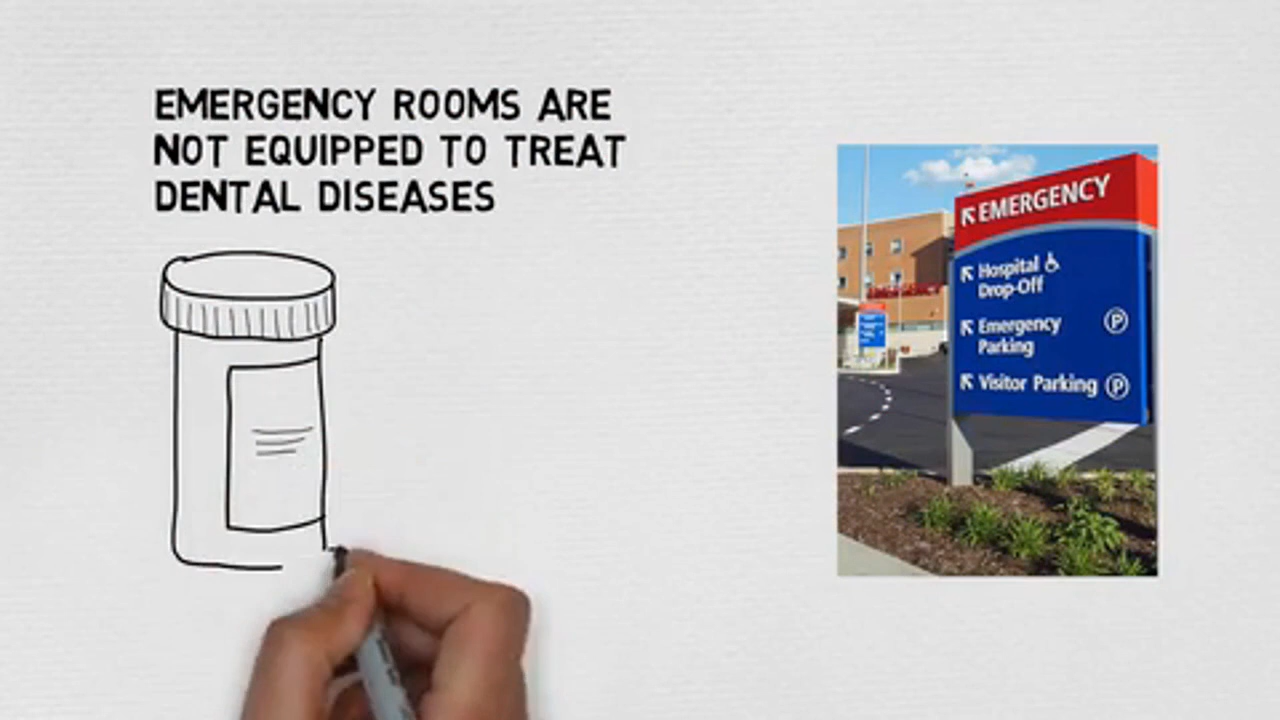 EMERGENCY ROOMS ARE
NOT EQUIPPED TO TREAT
DENTAL DISEASES
EMERGENCY
Hospital
Drop-Off
Emergency
Parking
P
Visitor Parking P